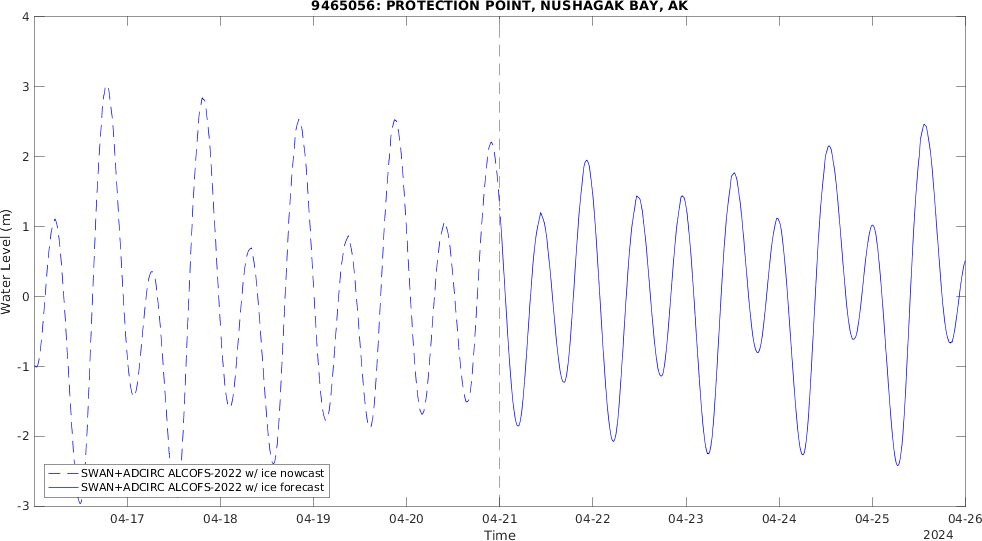 9465056: PROTECTION POINT, NUSHAGAK BAY, AK
4
3
2
1
0
-1
-2
-3
Water Level (m)
SWAN+ADCIRC ALCOFS-2022 w/ ice nowcast
SWAN+ADCIRC ALCOFS-2022 w/ ice forecast
04-17 04-18 04-19 04-20 04-21 04-22 04-23 04-24 04-25 04-26
Time
2024